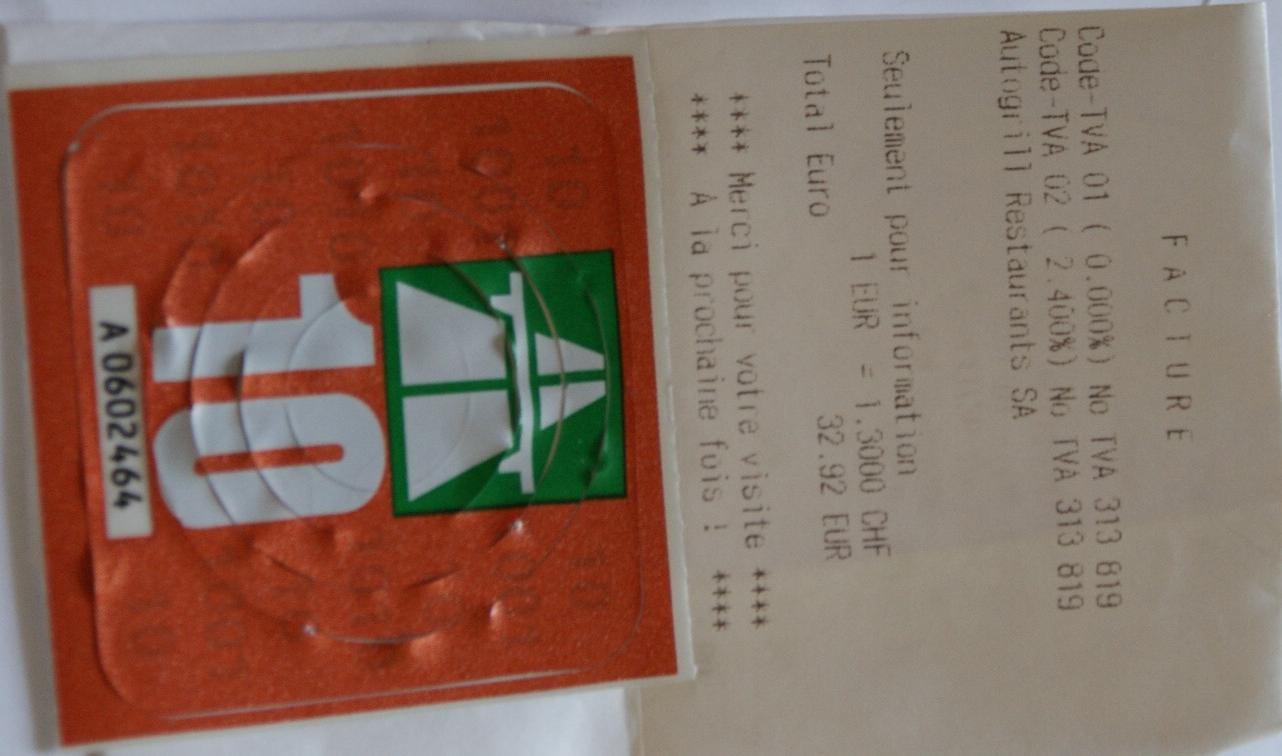 FACTURE
Code-TVA 01 ( 0.000%) No TVA 313 819
Code-TVA 02 ( 2.400%) No TVA 313 819
Autogrill Restaurants SA
Seulement pour information
1 EUR = 1.3000 CHF
Total Euro 32.92 EUR
**** Merci pour votre visite ****
**** À la prochaine fois ! ****
10
A 0602464